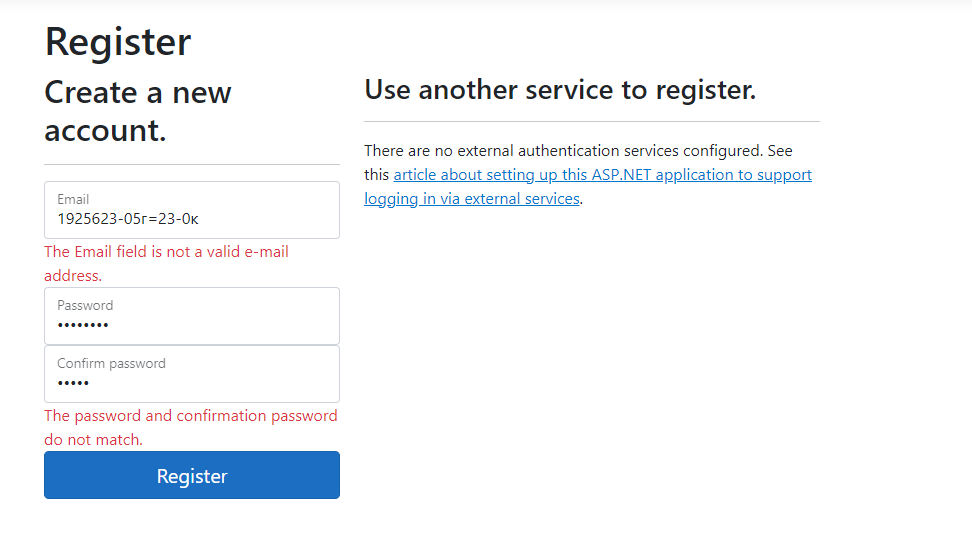 Register
Create a new
account.
Email
1925623-05г=23-0к
The Email field is not a valid e-mail
address.
Password
••••••••
Confirm password
•••••
The password and confirmation password
do not match.
Register
Use another service to register.
There are no external authentication services configured. See
this article about setting up this ASP.NET application to support
logging in via external services.